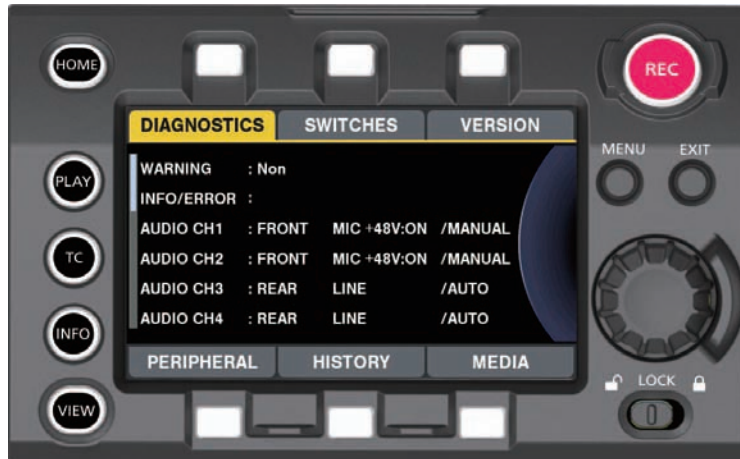 HOME
REC
DIAGNOSTICS SWITCHES VERSION
MENU EXIT
WARNING : Non
PLAY
INFO/ERROR :
AUDIO CH1 : FRONT MIC +48V:ON /MANUAL
AUDIO CH2 : FRONT MIC +48V:ON /MANUAL
TC
AUDIO CH3 : REAR LINE /AUTO
AUDIO CH4 : REAR LINE /AUTO
INFO
PERIPHERAL HISTORY MEDIA
LOCK
VIEW